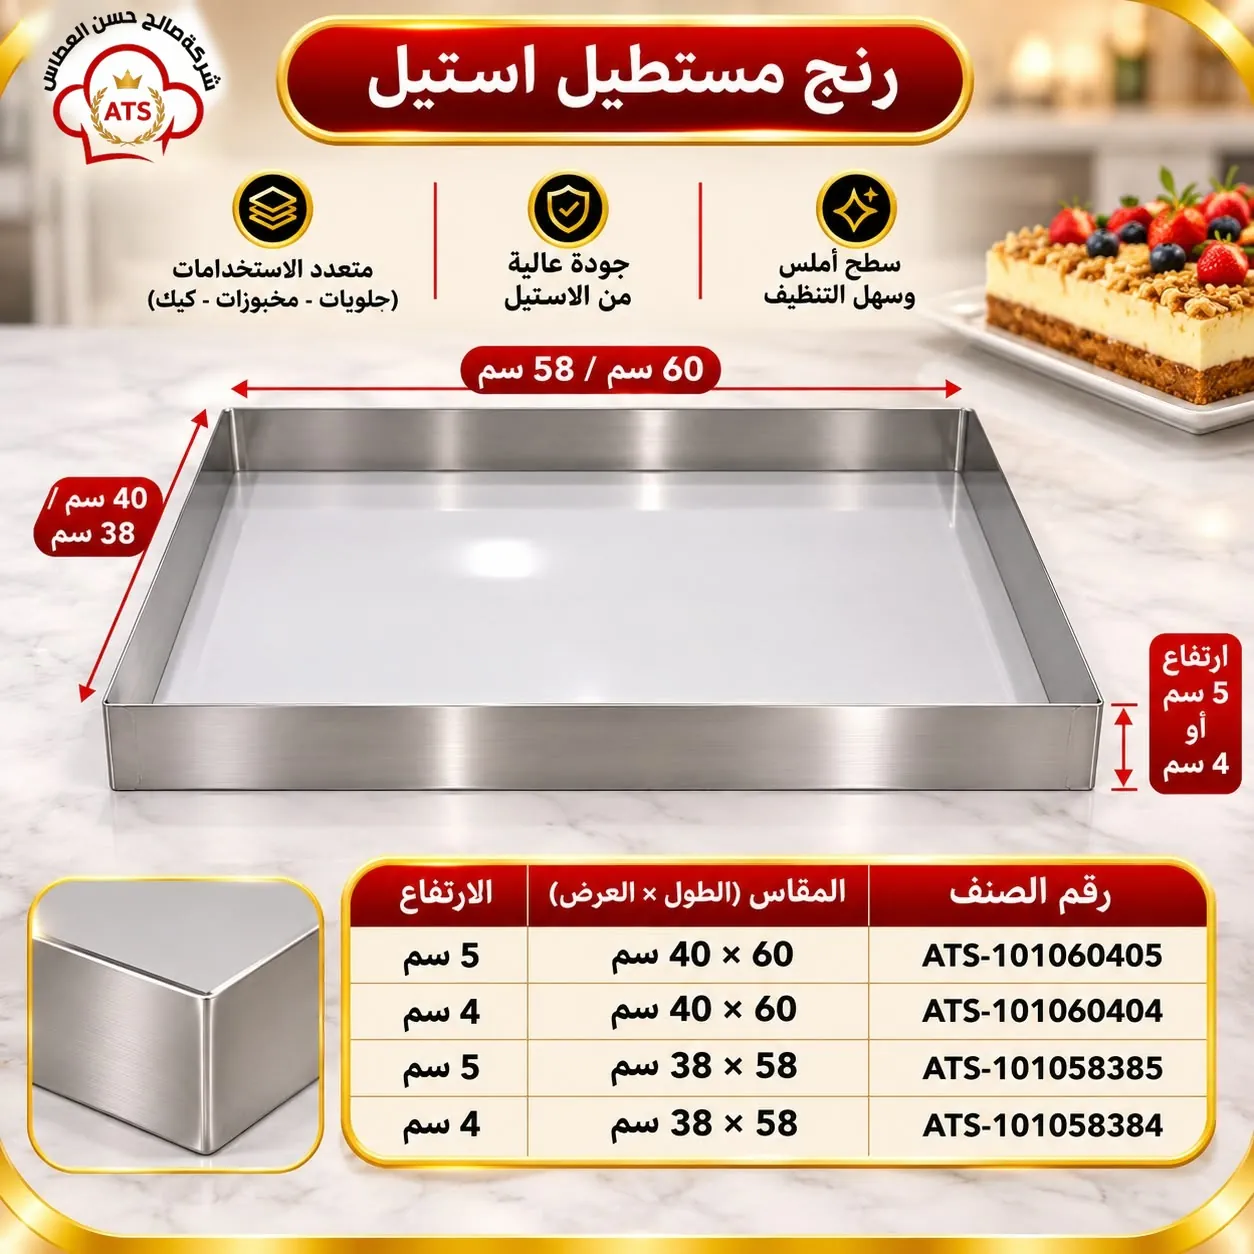 شركة صالح حسن العطاس
ATS
رنج مستطيل استيل
سطح أملس
وسهل التنظيف
جودة عالية
من الاستيل
متعدد الاستخدامات
(حلويات - مخبوزات - كيك)
60 سم / 58 سم
40 سم /
38 سم
ارتفاع
5 سم
أو
4 سم
رقم الصنف المقاس (الطول × العرض) الارتفاع
ATS-101060405 60 × 40 سم 5 سم
ATS-101060404 60 × 40 سم 4 سم
ATS-101058385 58 × 38 سم 5 سم
ATS-101058384 58 × 38 سم 4 سم